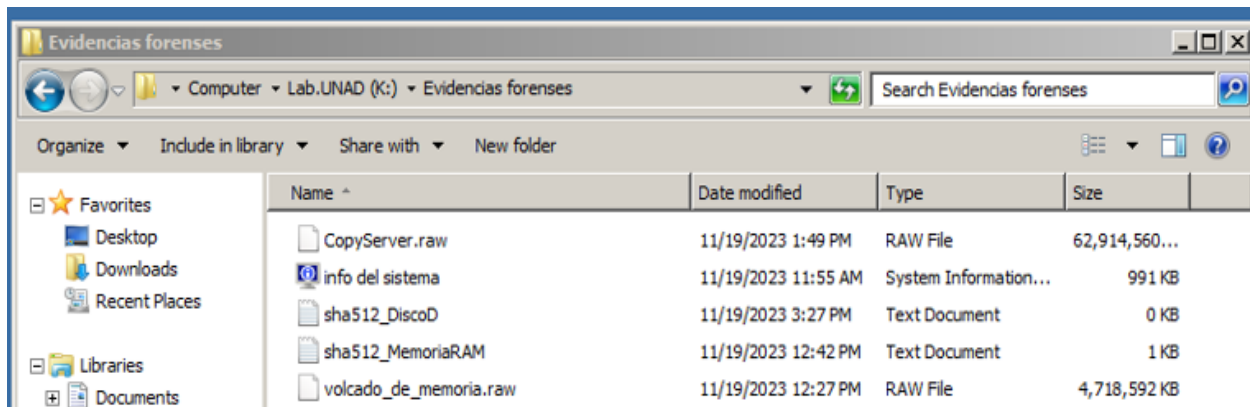 Evidencias forenses
Computer Lab.UNAD (K:) Evidencias forenses Search Evidencias forenses
Organize Include in library Share with New folder
Favorites
Desktop
Downloads
Recent Places
Libraries
Documents
Name Date modified Type Size
CopyServer.raw 11/19/2023 1:49 PM RAW File 62,914,560...
info del sistema 11/19/2023 11:55 AM System Information... 991 KB
sha512_DiscoD 11/19/2023 3:27 PM Text Document 0 KB
sha512_MemoriaRAM 11/19/2023 12:42 PM Text Document 1 KB
volcado_de_memoria.raw 11/19/2023 12:27 PM RAW File 4,718,592 KB